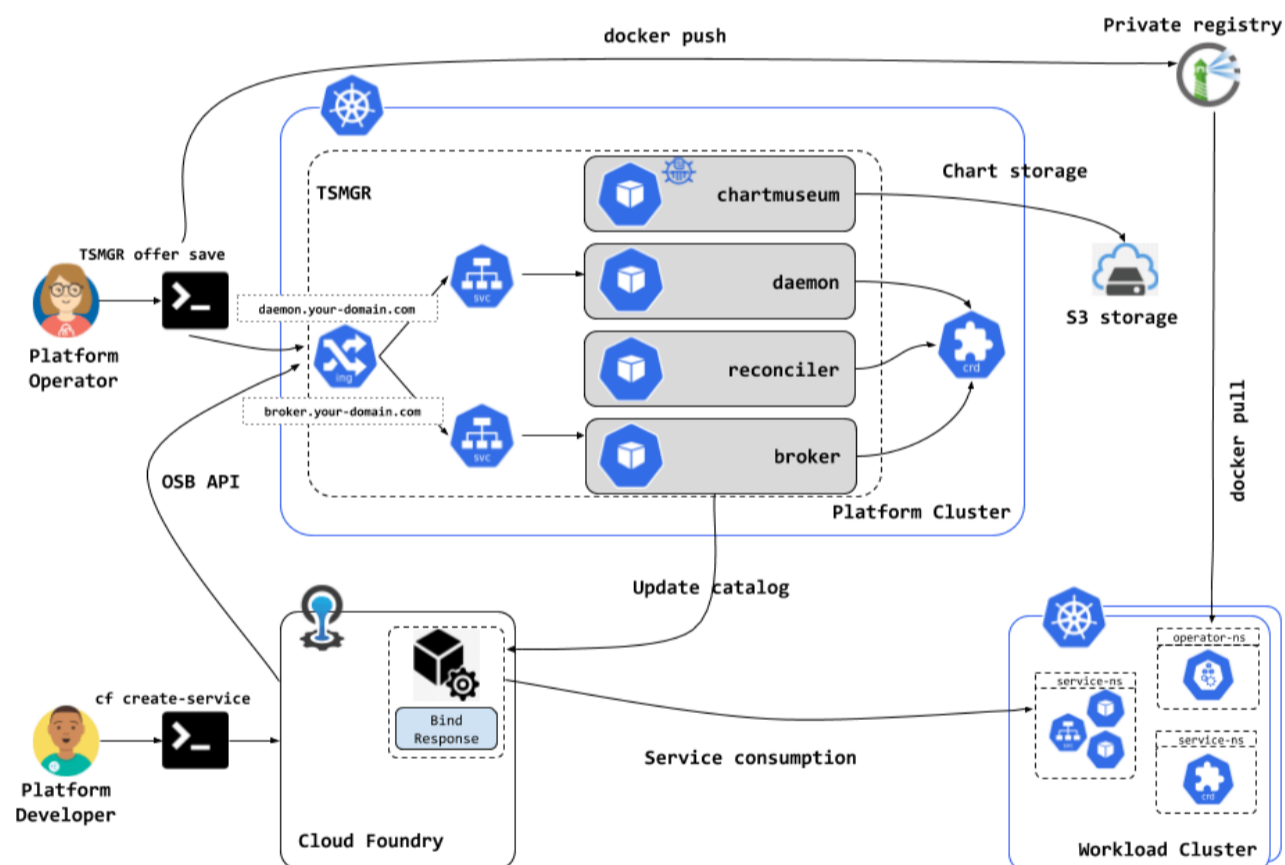 Private registry
docker push
TSMGR
chartmuseum
Chart storage
TSMGR offer save
svc
daemon
daemon.your-domain.com
S3 storage
Platform
Operator
ing
reconciler
crd
broker.your-domain.com
svc
broker
docker pull
OSB API
Platform Cluster
Update catalog
operator-ns
service-ns
cf create-service
Bind
Response
svc
service-ns
Service consumption
crd
Platform
Developer
Cloud Foundry
Workload Cluster